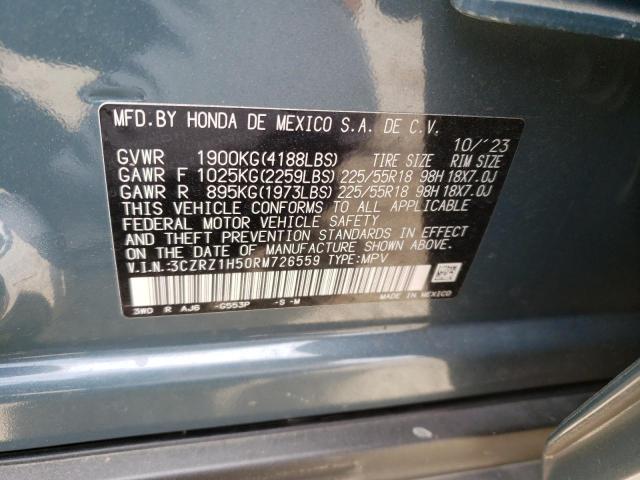 MFD.BY HONDA DE MEXICO S.A. DE C.V.
10/'23
GVWR 1900KG(4188LBS) TIRE SIZE RIM SIZE
GAWR F 1025KG(2259LBS) 225/55R18 98H 18X7.0J
GAWR R 895KG(1973LBS) 225/55R18 98H 18X7.0J
THIS VEHICLE CONFORMS TO ALL APPLICABLE
FEDERAL MOTOR VEHICLE SAFETY
AND THEFT PREVENTION STANDARDS IN EFFECT
ON THE DATE OF MANUFACTURE SHOWN ABOVE.
V.I.N.:3CZRZ1H50RM726559 TYPE:MPV
3WO R AJ6 -G553P -S-M
MADE IN MEXICO